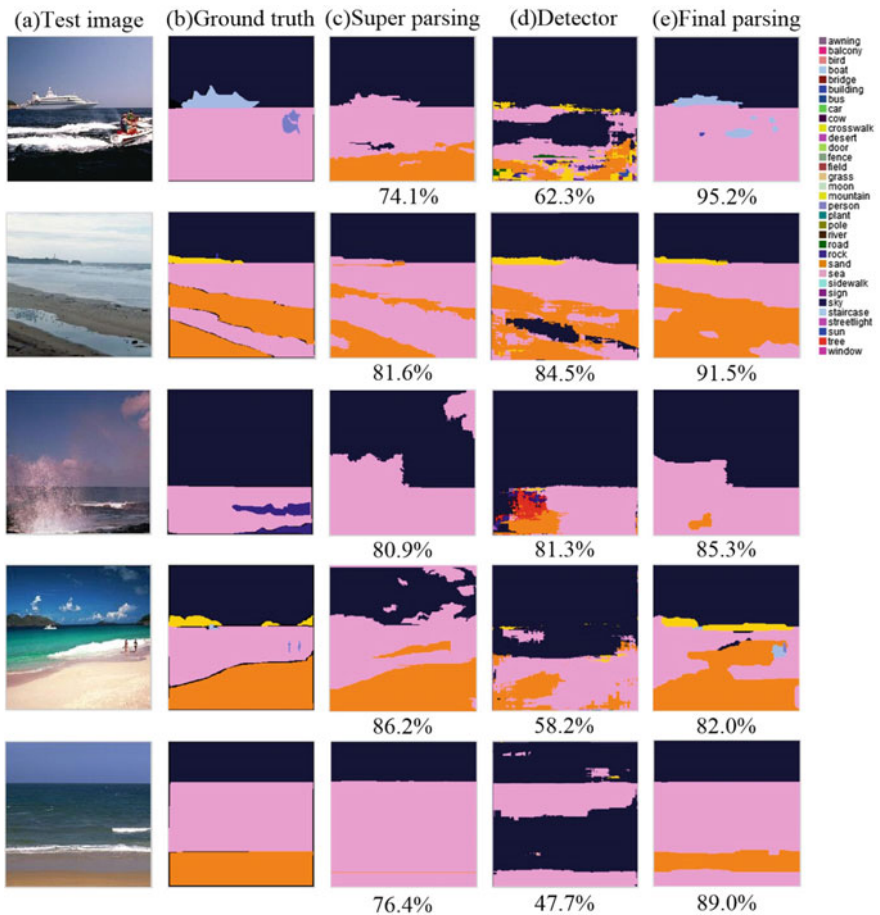 (a)Test image (b)Ground truth (c)Super parsing (d)Detector (e)Final parsing
awning
balcony
bird
boat
bridge
building
bus
car
cow
crosswalk
desert
door
fence
field
grass
moon
mountain
person
plant
pole
river
road
rock
sand
sea
sidewalk
sign
sky
staircase
streetlight
sun
tree
window
74.1% 62.3% 95.2%
81.6% 84.5% 91.5%
80.9% 81.3% 85.3%
86.2% 58.2% 82.0%
76.4% 47.7% 89.0%